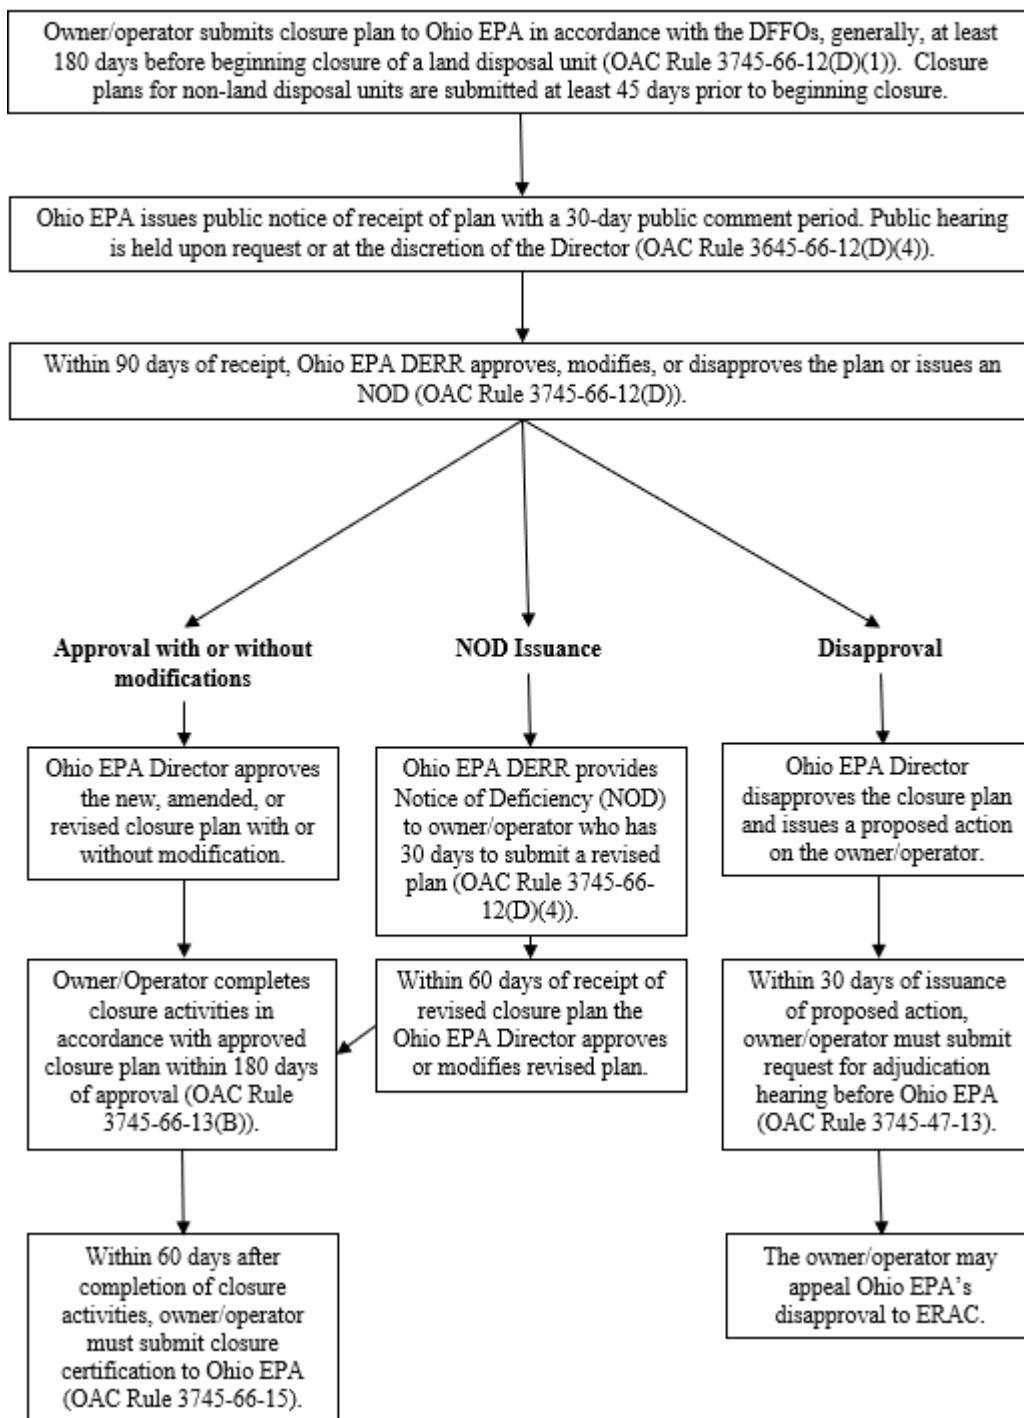 Owner/operator submits closure plan to Ohio EPA in accordance with the DFFOs, generally, at least
180 days before beginning closure of a land disposal unit (OAC Rule 3745-66-12(D)(1)).  Closure
plans for non-land disposal units are submitted at least 45 days prior to beginning closure.
Ohio EPA issues public notice of receipt of plan with a 30-day public comment period. Public hearing
is held upon request or at the discretion of the Director (OAC Rule 3645-66-12(D)(4)).
Within 90 days of receipt, Ohio EPA DERR approves, modifies, or disapproves the plan or issues an
NOD (OAC Rule 3745-66-12(D)).
Approval with or without
modifications
Ohio EPA Director approves
the new, amended, or
revised closure plan with or
without modification.
Owner/Operator completes
closure activities in
accordance with approved
closure plan within 180 days
of approval (OAC Rule
3745-66-13(B)).
Within 60 days after
completion of closure
activities, owner/operator
must submit closure
certification to Ohio EPA
(OAC Rule 3745-66-15).
NOD Issuance
Ohio EPA DERR provides
Notice of Deficiency (NOD)
to owner/operator who has
30 days to submit a revised
plan (OAC Rule 3745-66-
12(D)(4)).
Within 60 days of receipt of
revised closure plan the
Ohio EPA Director approves
or modifies revised plan.
Disapproval
Ohio EPA Director
disapproves the closure plan
and issues a proposed action
on the owner/operator.
Within 30 days of issuance
of proposed action,
owner/operator must submit
request for adjudication
hearing before Ohio EPA
(OAC Rule 3745-47-13).
The owner/operator may
appeal Ohio EPA’s
disapproval to ERAC.